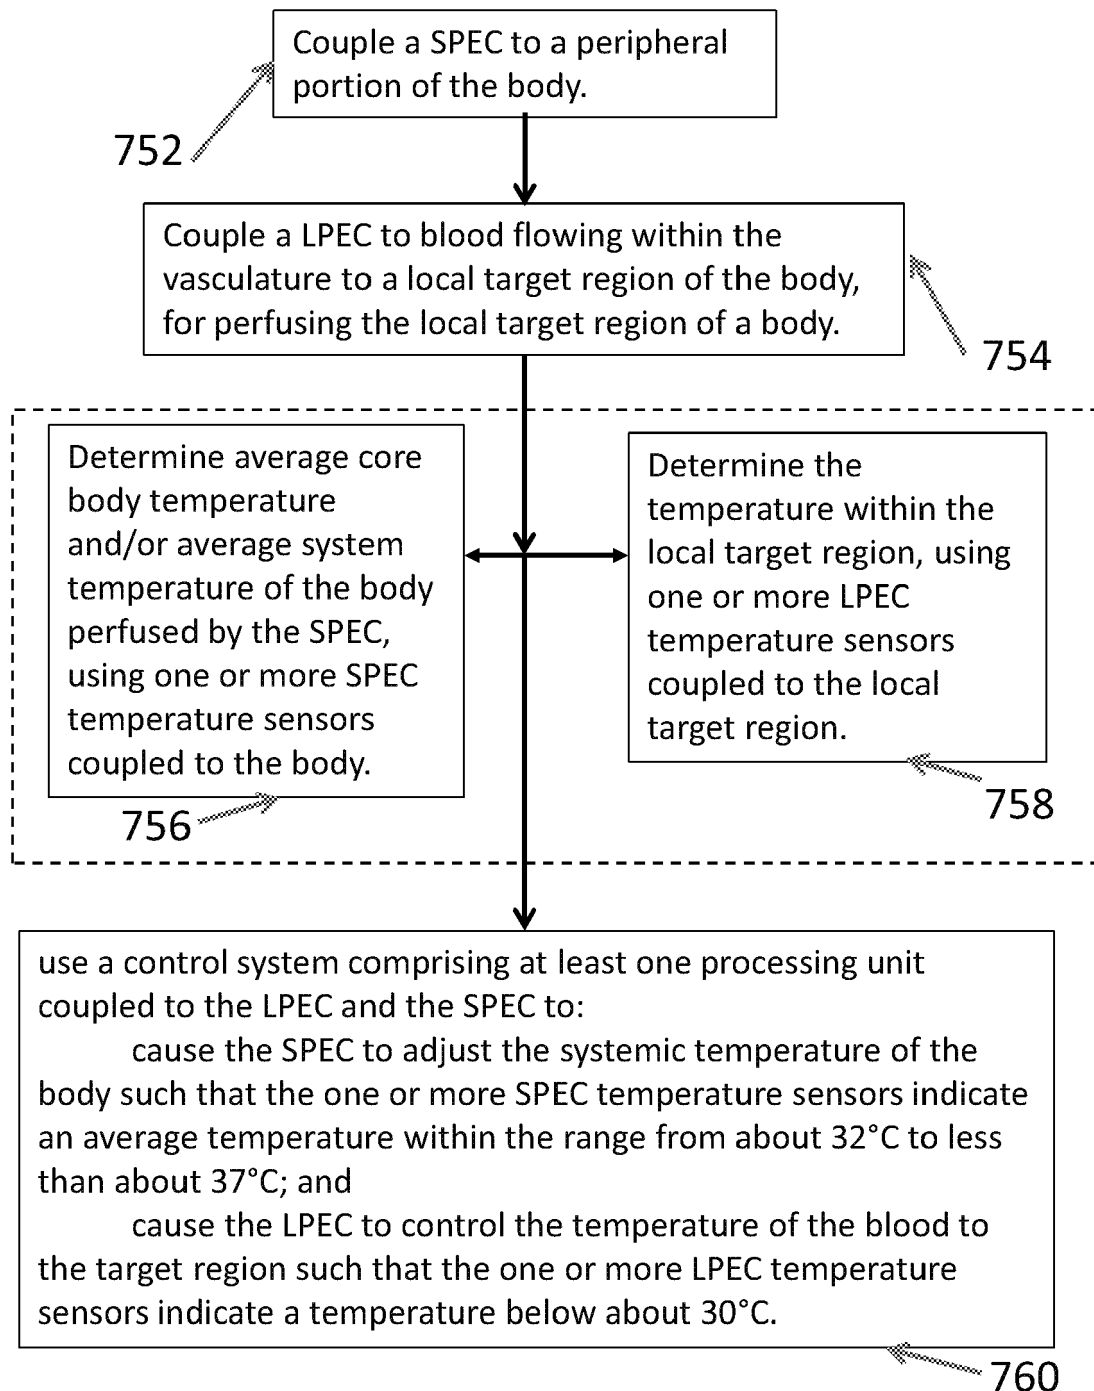 Couple a SPEC to a peripheral
portion of the body.
752
Couple a LPEC to blood flowing within the
vasculature to a local target region of the body,
for perfusing the local target region of a body.
754
Determine average core
body temperature
and/or average system
temperature of the body
perfused by the SPEC,
using one or more SPEC
temperature sensors
coupled to the body.
756
Determine the
temperature within the
local target region, using
one or more LPEC
temperature sensors
coupled to the local
target region.
758
use a control system comprising at least one processing unit
coupled to the LPEC and the SPEC to:
cause the SPEC to adjust the systemic temperature of the
body such that the one or more SPEC temperature sensors indicate
an average temperature within the range from about 32°C to less
than about 37°C; and
cause the LPEC to control the temperature of the blood to
the target region such that the one or more LPEC temperature
sensors indicate a temperature below about 30°C.
760